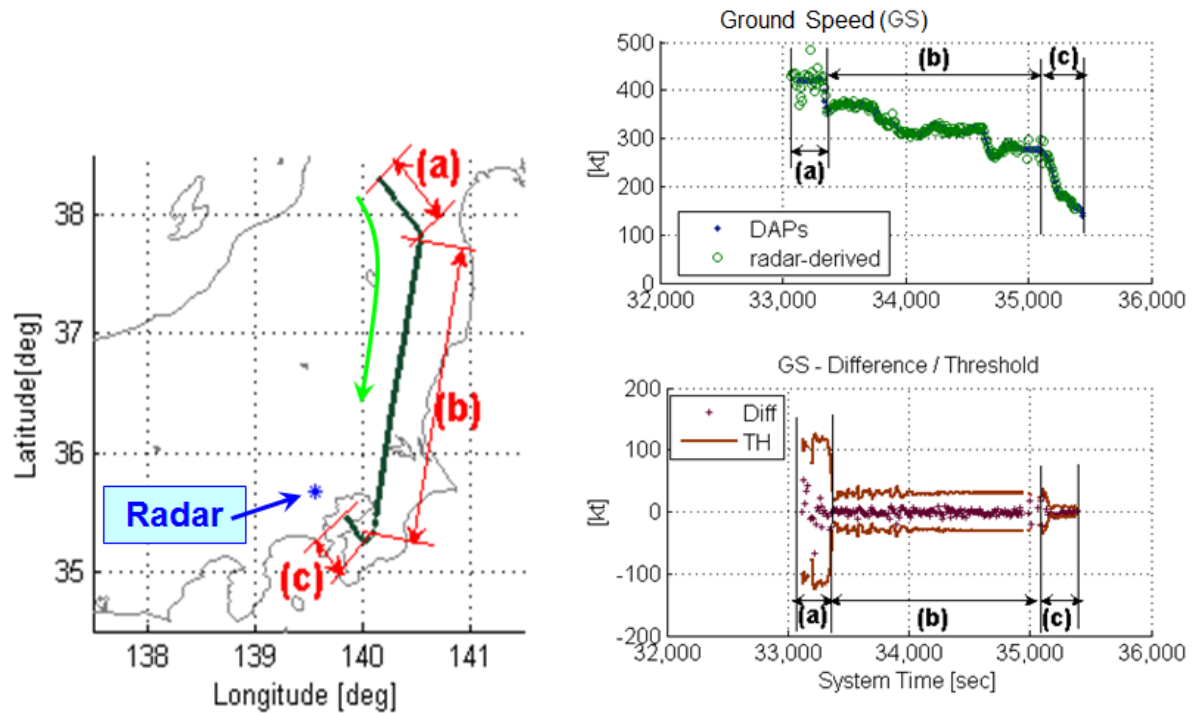 (a)
38
37
(b)
36
Radar
35
(c)
Latitude[deg]
138 139 140 141
Longitude [deg]
Ground Speed (GS)
500
400
300
200
100
0
[kt]
(a)
(b)
(c)
DAPs
radar-derived
32,000 33,000 34,000 35,000 36,000
GS - Difference / Threshold
200
100
0
-100
-200
[kt]
Diff
TH
(a)
(b)
(c)
32,000 33,000 34,000 35,000 36,000
System Time [sec]